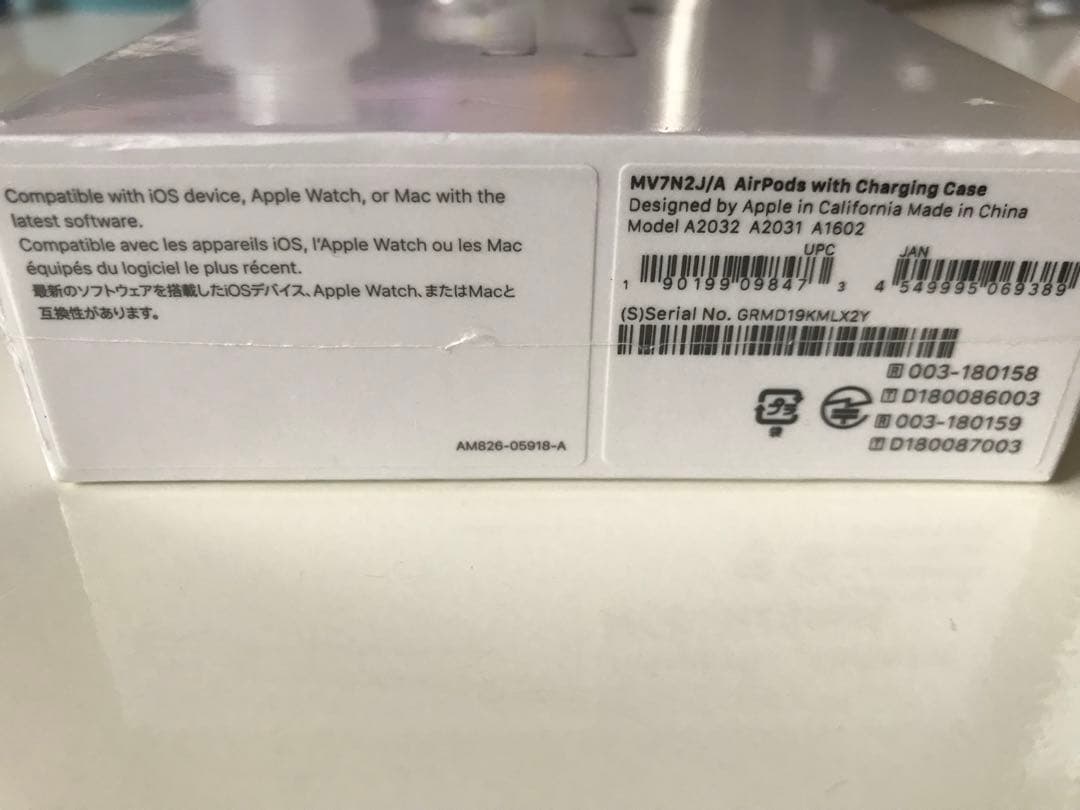 Compatible with iOS device, Apple Watch, or Mac with the
latest software.
Compatible avec les appareils iOS, l'Apple Watch ou les Mac
équipés du logiciel le plus récent.
最新のソフトウェアを搭載したiOSデバイス、Apple Watch、またはMacと
互換性があります。
AM826-05918-A
MV7N2J/A AirPods with Charging Case
Designed by Apple in California Made in China
Model A2032 A2031 A1602
UPC
1 90199 09847 3
JAN
4 549995 069389
(S)Serial No. GRMD19KMLX2Y
R 003-180158
T D180086003
R 003-180159
T D180087003
プラ
袋